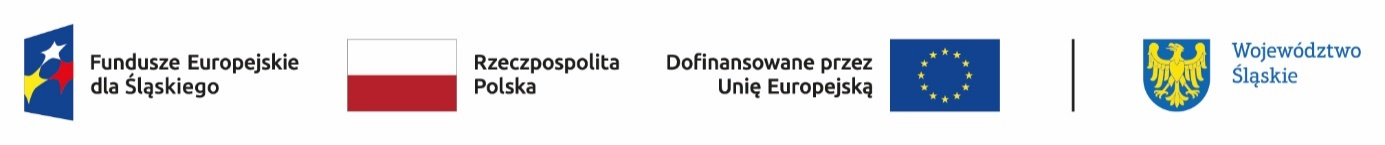 Fundusze Europejskie
dla Śląskiego
Rzeczpospolita
Polska
Dofinansowane przez
Unię Europejską
Województwo
Śląskie